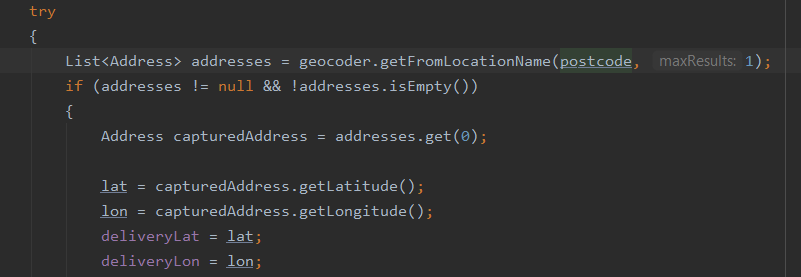 try
{
List<Address> addresses = geocoder.getFromLocationName(postcode, maxResults: 1);
if (addresses != null && !addresses.isEmpty())
{
Address capturedAddress = addresses.get(0);
lat = capturedAddress.getLatitude();
lon = capturedAddress.getLongitude();
deliveryLat = lat;
deliveryLon = lon;